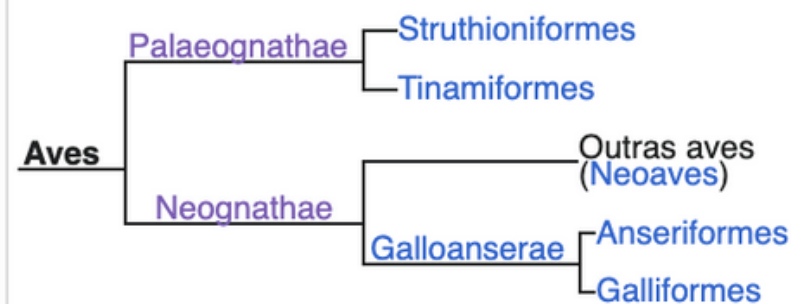 Struthioniformes
Palaeognathae
Tinamiformes
Aves
Outras aves
(Neoaves)
Neognathae
Anseriformes
Galloanserae
Galliformes